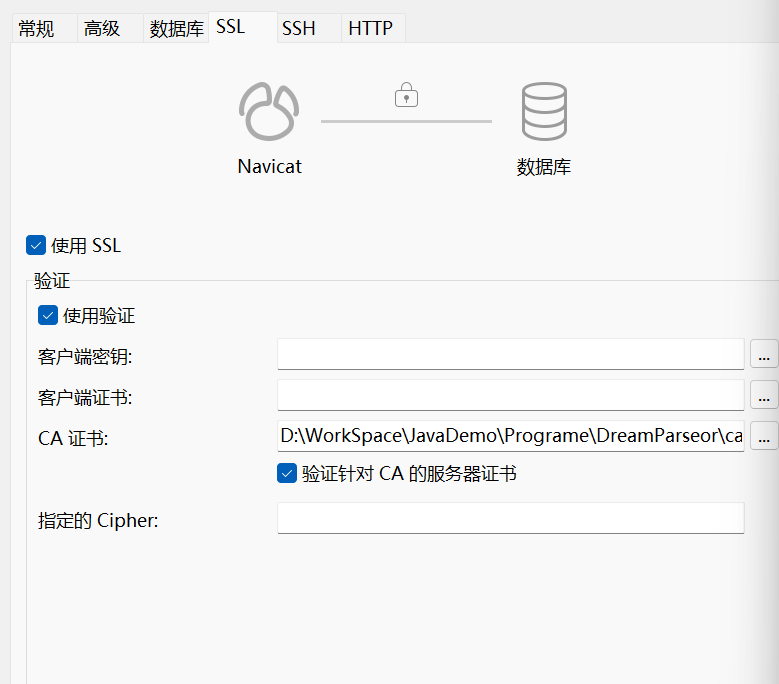 常规 高级 数据库 SSL SSH HTTP
Navicat 数据库
使用 SSL
验证
使用验证
客户端密钥: ...
客户端证书: ...
CA 证书: D:\WorkSpace\JavaDemo\Programe\DreamParseor\ca ...
验证针对 CA 的服务器证书
指定的 Cipher: